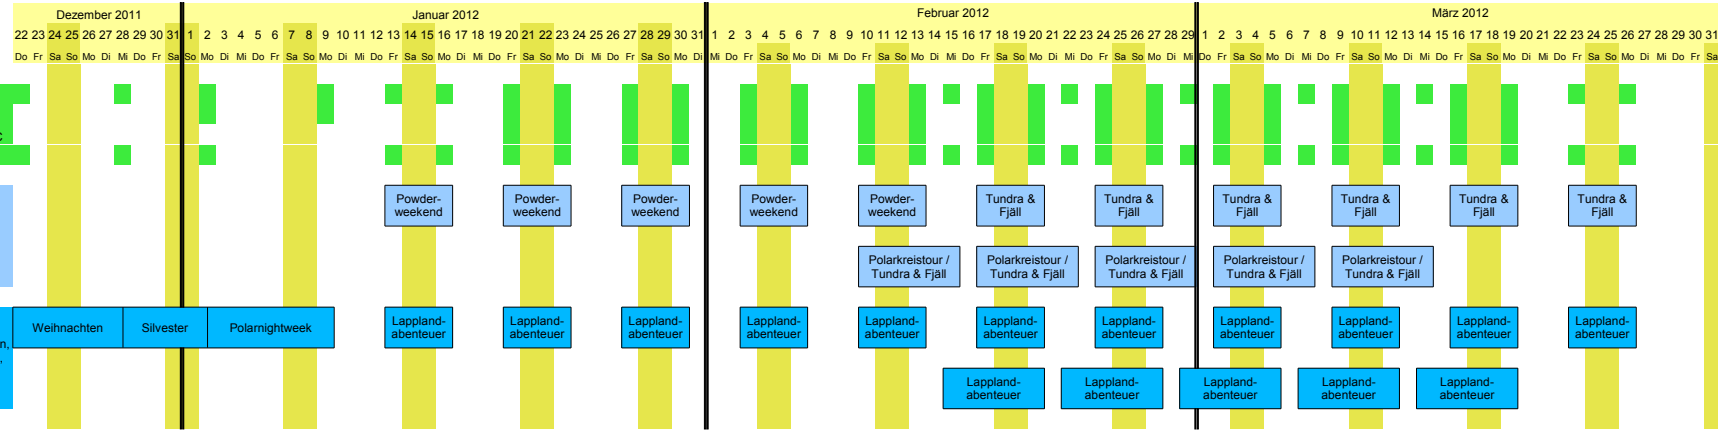 Dezember 2011 Januar 2012 Februar 2012 März 2012
22 23 24 25 26 27 28 29 30 31 1 2 3 4 5 6 7 8 9 10 11 12 13 14 15 16 17 18 19 20 21 22 23 24 25 26 27 28 29 30 31 1 2 3 4 5 6 7 8 9 10 11 12 13 14 15 16 17 18 19 20 21 22 23 24 25 26 27 28 29 1 2 3 4 5 6 7 8 9 10 11 12 13 14 15 16 17 18 19 20 21 22 23 24 25 26 27 28 29 30 31
Do Fr Sa So Mo Di Mi Do Fr Sa So Mo Di Mi Do Fr Sa So Mo Di Mi Do Fr Sa So Mo Di Mi Do Fr Sa So Mo Di Mi Do Fr Sa So Mo Di Mi Do Fr Sa So Mo Di Mi Do Fr Sa So Mo Di Mi Do Fr Sa So Mo Di Mi Do Fr Sa So Mo Di Mi Do Fr Sa So Mo Di Mi Do Fr Sa So Mo Di Mi Do Fr Sa So Mo Di Mi Do Fr Sa So Mo Di Mi Do Fr Sa
Powder- Powder- Powder- Powder- Powder- Tundra & Tundra & Tundra & Tundra & Tundra & Tundra &
weekend weekend weekend weekend weekend Fjäll Fjäll Fjäll Fjäll Fjäll Fjäll
Polarkreistour / Polarkreistour / Polarkreistour / Polarkreistour / Polarkreistour /
Tundra & Fjäll Tundra & Fjäll Tundra & Fjäll Tundra & Fjäll Tundra & Fjäll
Weihnachten Silvester Polarnightweek
Lappland- Lappland- Lappland- Lappland- Lappland- Lappland- Lappland- Lappland- Lappland- Lappland- Lappland-
abenteuer abenteuer abenteuer abenteuer abenteuer abenteuer abenteuer abenteuer abenteuer abenteuer abenteuer
n,
Lappland- Lappland- Lappland- Lappland- Lappland-
abenteuer abenteuer abenteuer abenteuer abenteuer